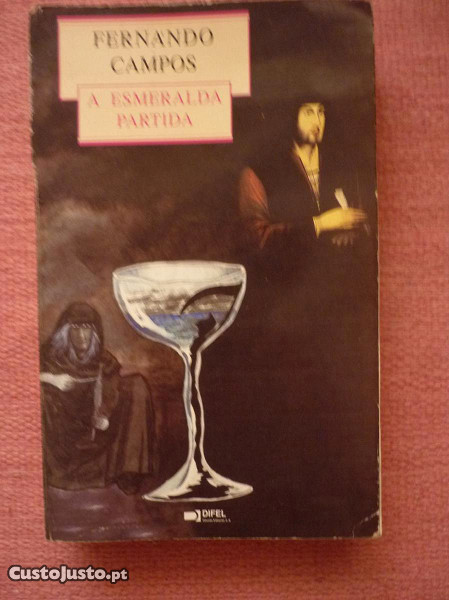 FERNANDO
CAMPOS
A ESMERALDA
PARTIDA
DIFEL
CustoJusto.pt